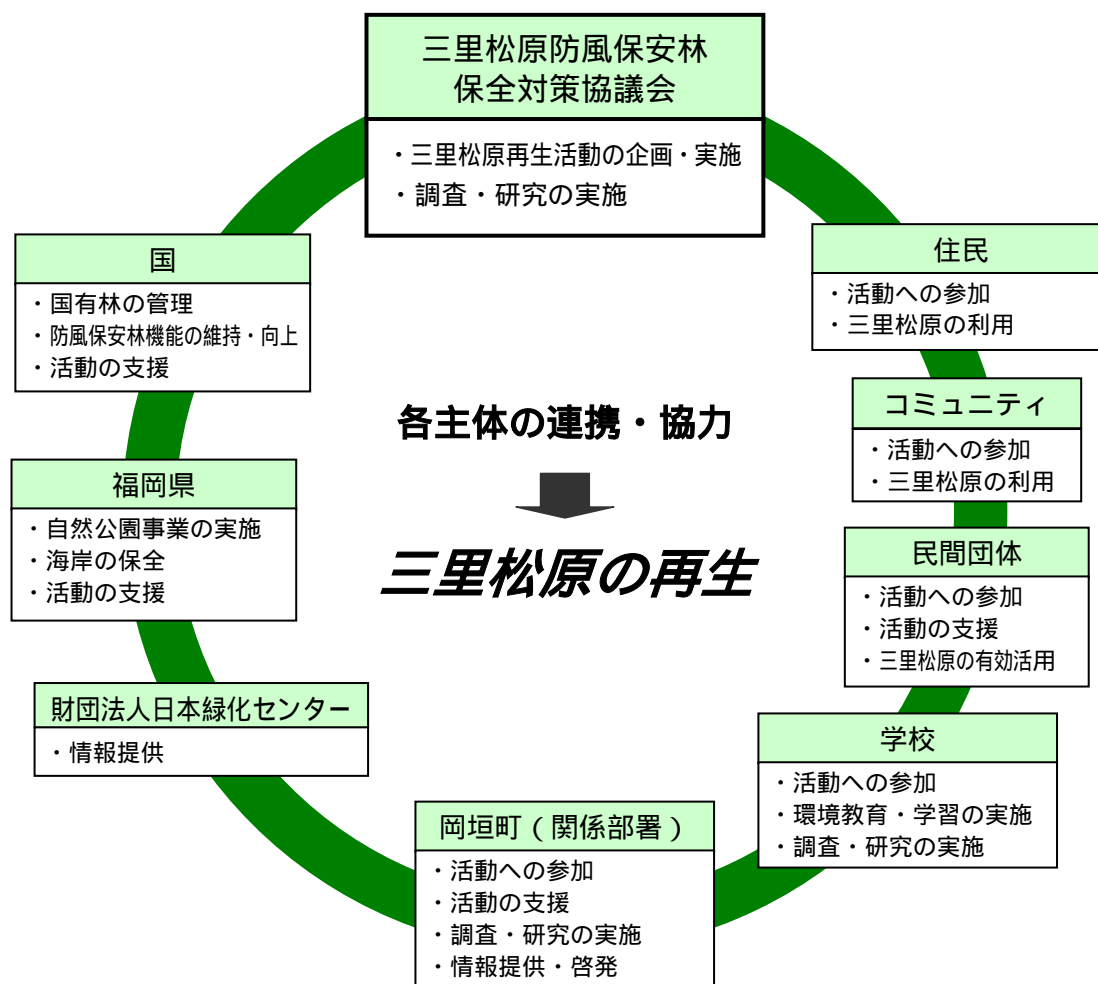 三里松原防風保安林
保全対策協議会
・三里松原再生活動の企画・実施
・調査・研究の実施
国
・国有林の管理
・防風保安林機能の維持・向上
・活動の支援
住民
・活動への参加
・三里松原の利用
コミュニティ
・活動への参加
・三里松原の利用
各主体の連携・協力
三里松原の再生
福岡県
・自然公園事業の実施
・海岸の保全
・活動の支援
民間団体
・活動への参加
・活動の支援
・三里松原の有効活用
財団法人日本緑化センター
・情報提供
学校
・活動への参加
・環境教育・学習の実施
・調査・研究の実施
岡垣町（関係部署）
・活動への参加
・活動の支援
・調査・研究の実施
・情報提供・啓発